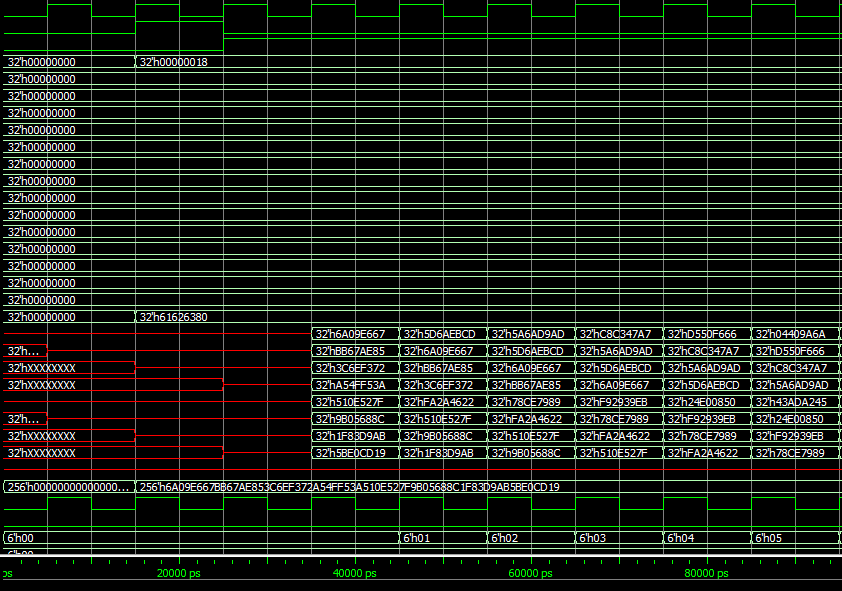 32'h00000000 32'h00000018
32'h00000000
32'h00000000
32'h00000000
32'h00000000
32'h00000000
32'h00000000
32'h00000000
32'h00000000
32'h00000000
32'h00000000
32'h00000000
32'h00000000
32'h00000000
32'h00000000
32'h00000000 32'h61626380
32'h6A09E667 32'h5D6AEBCD 32'h5A6AD9AD 32'hC8C347A7 32'hD550F666 32'h04409A6A
32'h... 32'hBB67AE85 32'h6A09E667 32'h5D6AEBCD 32'h5A6AD9AD 32'hC8C347A7 32'hD550F666
32'hXXXXXXXX 32'h3C6EF372 32'hBB67AE85 32'h6A09E667 32'h5D6AEBCD 32'h5A6AD9AD 32'hC8C347A7
32'hXXXXXXXX 32'hA54FF53A 32'h3C6EF372 32'hBB67AE85 32'h6A09E667 32'h5D6AEBCD 32'h5A6AD9AD
32'h510E527F 32'hFA2A4622 32'h78CE7989 32'hF92939EB 32'h24E00850 32'h43ADA245
32'h... 32'h9B05688C 32'h510E527F 32'hFA2A4622 32'h78CE7989 32'hF92939EB 32'h24E00850
32'hXXXXXXXX 32'h1F83D9AB 32'h9B05688C 32'h510E527F 32'hFA2A4622 32'h78CE7989 32'hF92939EB
32'hXXXXXXXX 32'h5BE0CD19 32'h1F83D9AB 32'h9B05688C 32'h510E527F 32'hFA2A4622 32'h78CE7989
256'h00000000000000... 256'h6A09E667BB67AE853C6EF372A54FF53A510E527F9B05688C1F83D9AB5BE0CD19
6'h00 6'h01 6'h02 6'h03 6'h04 6'h05
6'h00
ps 20000 ps 40000 ps 60000 ps 80000 ps